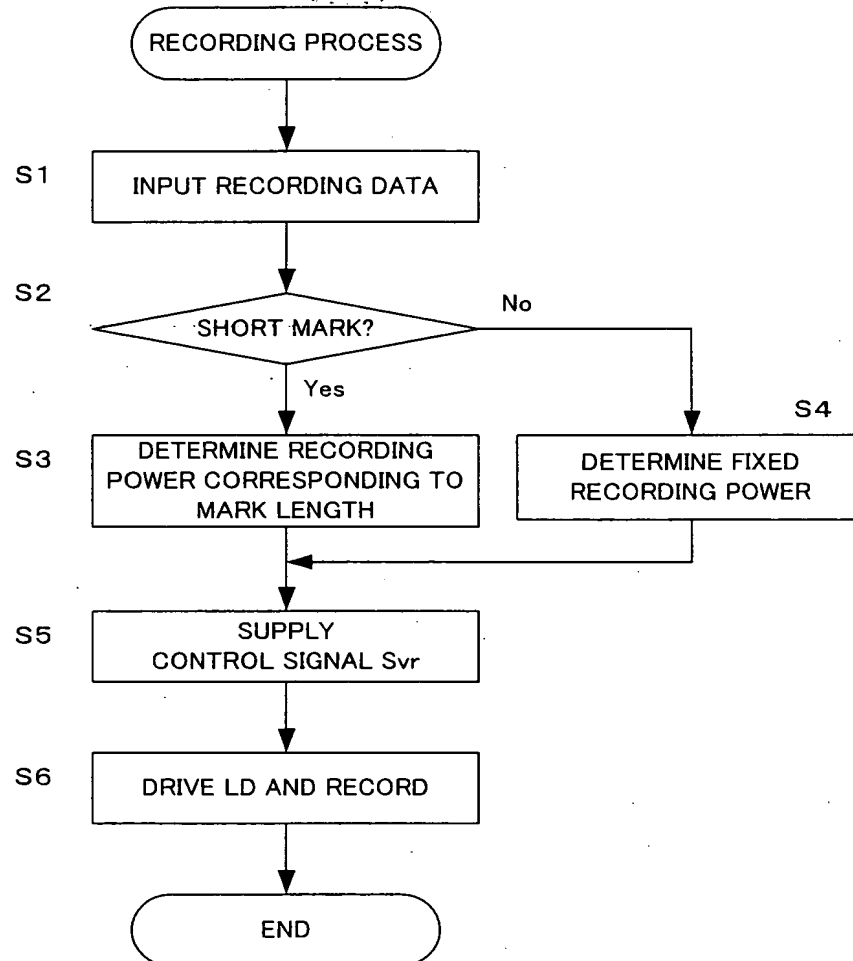 RECORDING PROCESS
S1
INPUT RECORDING DATA
S2
SHORT MARK?
No
Yes
S4
S3
DETERMINE RECORDING
POWER CORRESPONDING TO
MARK LENGTH
DETERMINE FIXED
RECORDING POWER
S5
SUPPLY
CONTROL SIGNAL Svr
S6
DRIVE LD AND RECORD
END